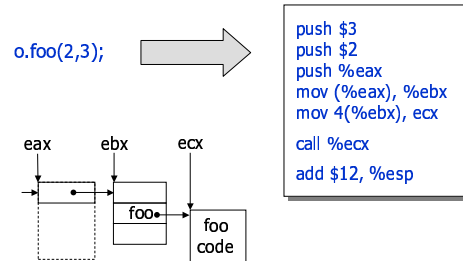 o.foo(2,3);
push $3
push $2
push %eax
mov (%eax), %ebx
mov 4(%ebx), ecx
call %ecx
add $12, %esp
eax ebx ecx
foo
foo
code